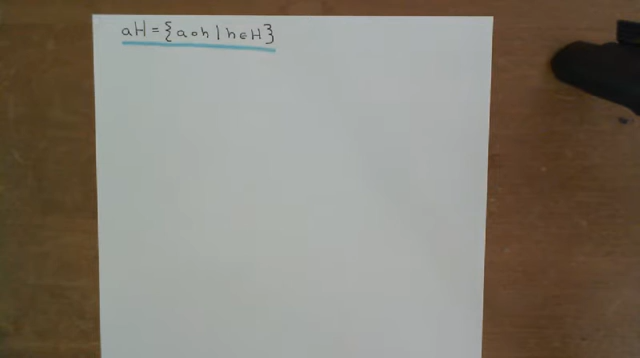 aH = {a∘h | h∈H}